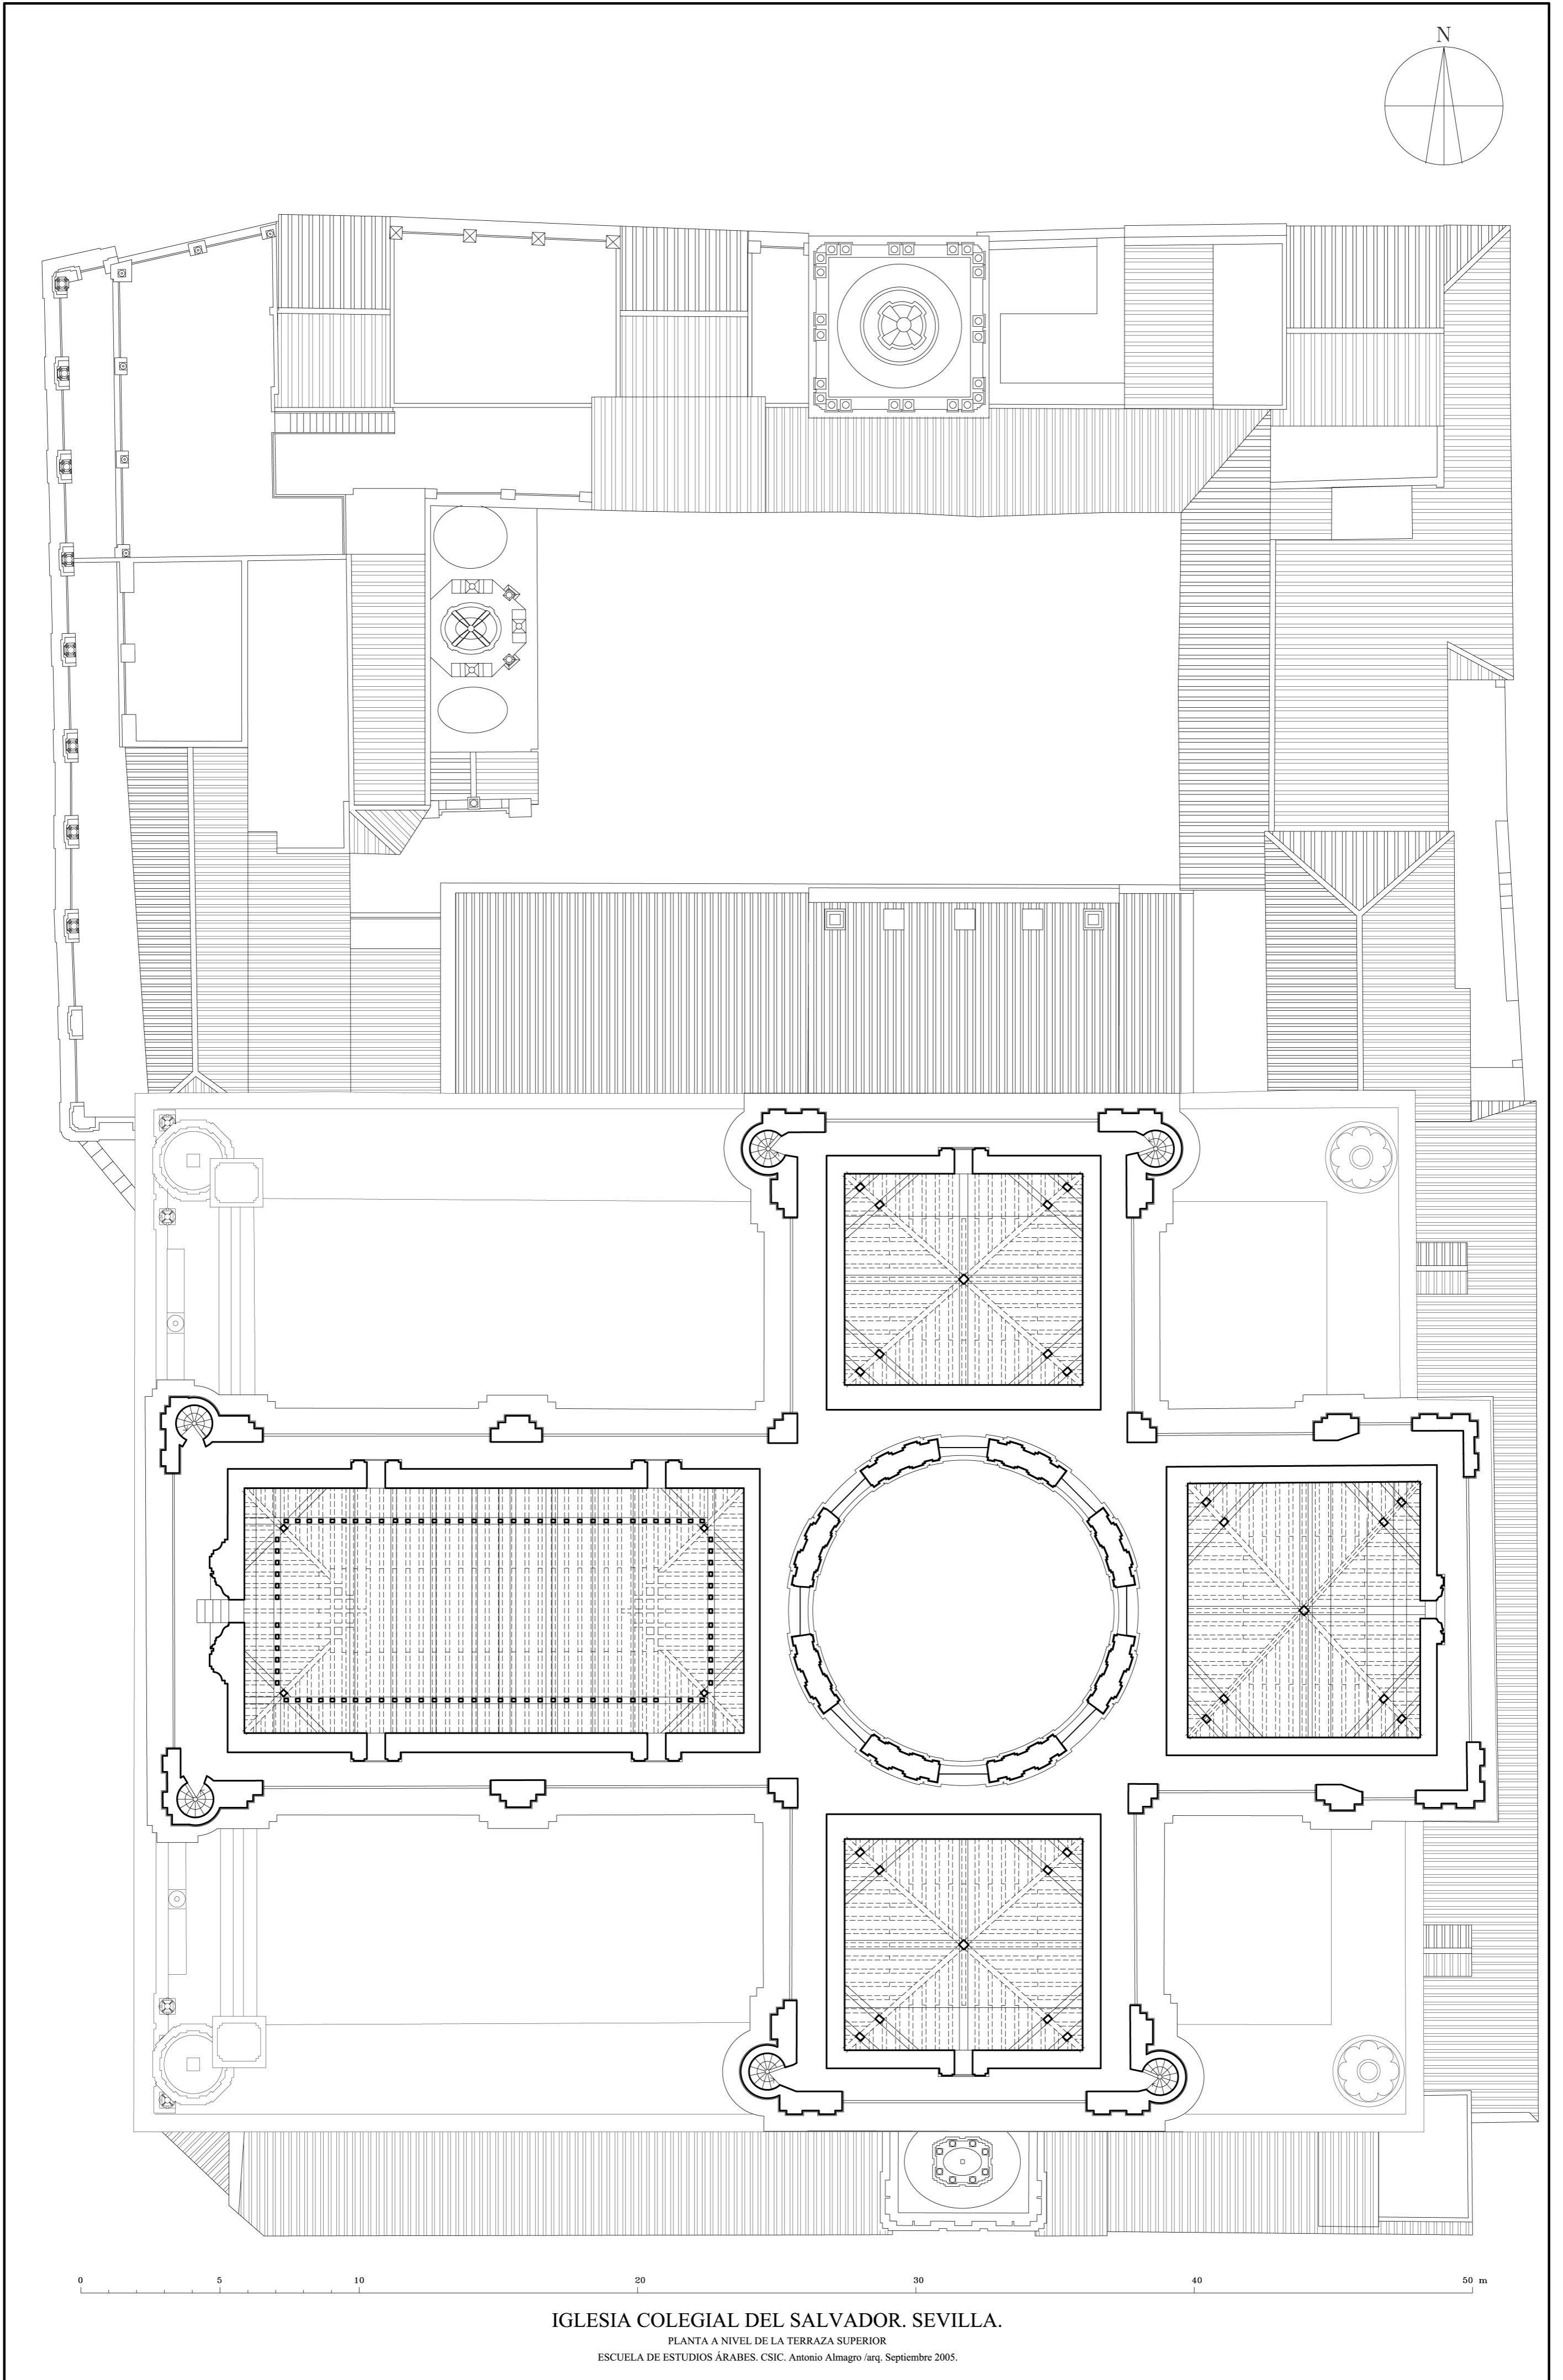 N
0 5 10 20 30 40 50 m
IGLESIA COLEGIAL DEL SALVADOR. SEVILLA.
PLANTA A NIVEL DE LA TERRAZA SUPERIOR
ESCUELA DE ESTUDIOS ÁRABES. CSIC. Antonio Almagro /arq. Septiembre 2005.